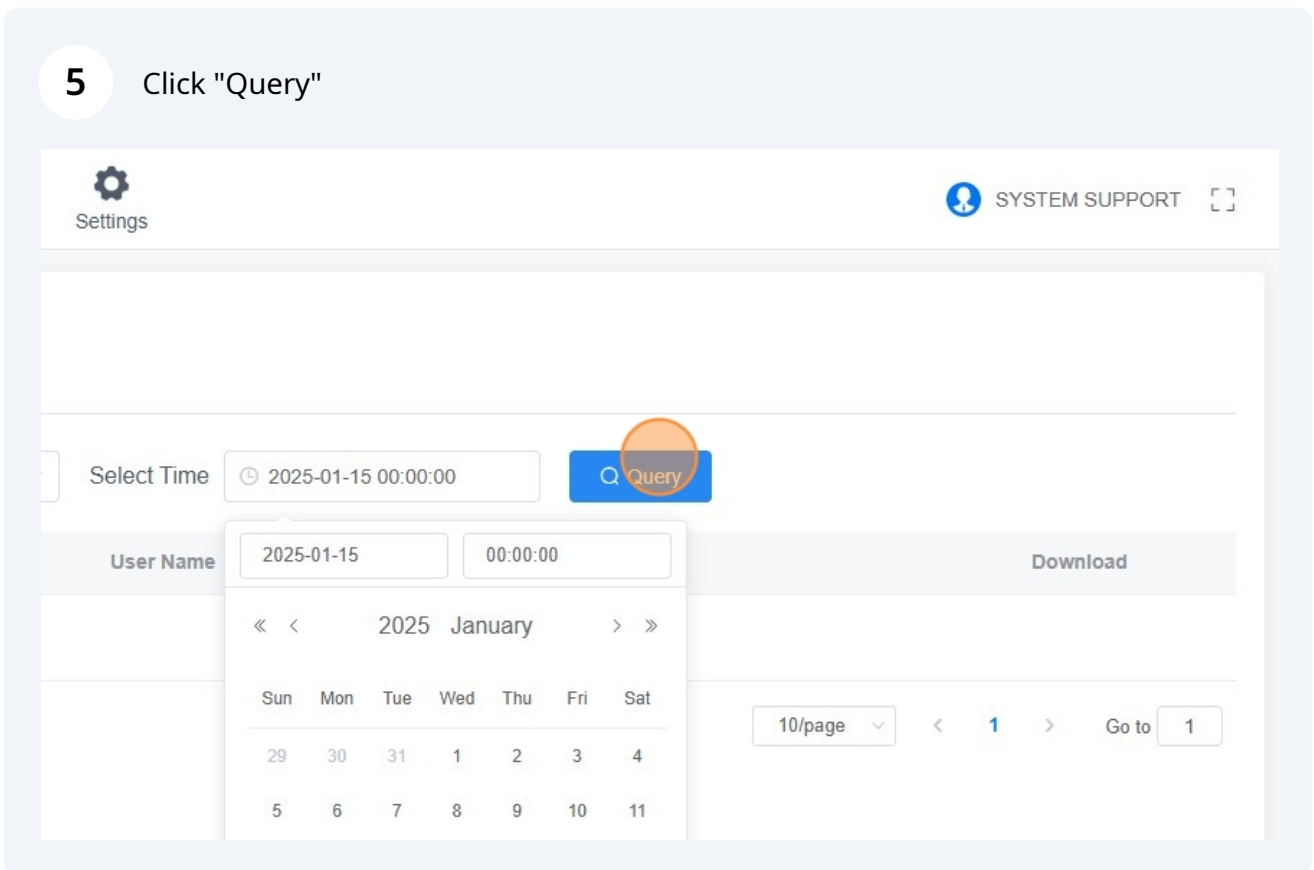 5 Click "Query"
SYSTEM SUPPORT
Settings
Select Time 2025-01-15 00:00:00 Query
User Name Download
2025-01-15 00:00:00
2025 January
Sun Mon Tue Wed Thu Fri Sat
10/page 1 Go to 1
29 30 31 1 2 3 4
5 6 7 8 9 10 11